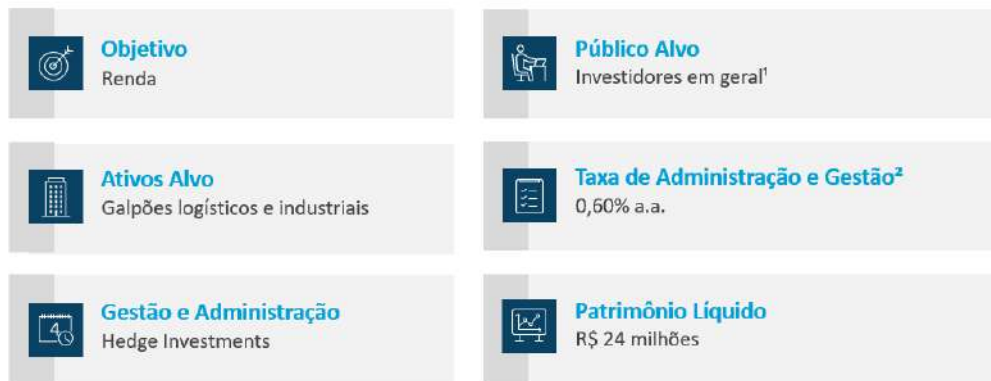 Objetivo
Renda
Público Alvo
Investidores em geral¹
Ativos Alvo
Galpões logísticos e industriais
Taxa de Administração e Gestão²
0,60% a.a.
4
Gestão e Administração
Hedge Investments
Patrimônio Líquido
R$ 24 milhões